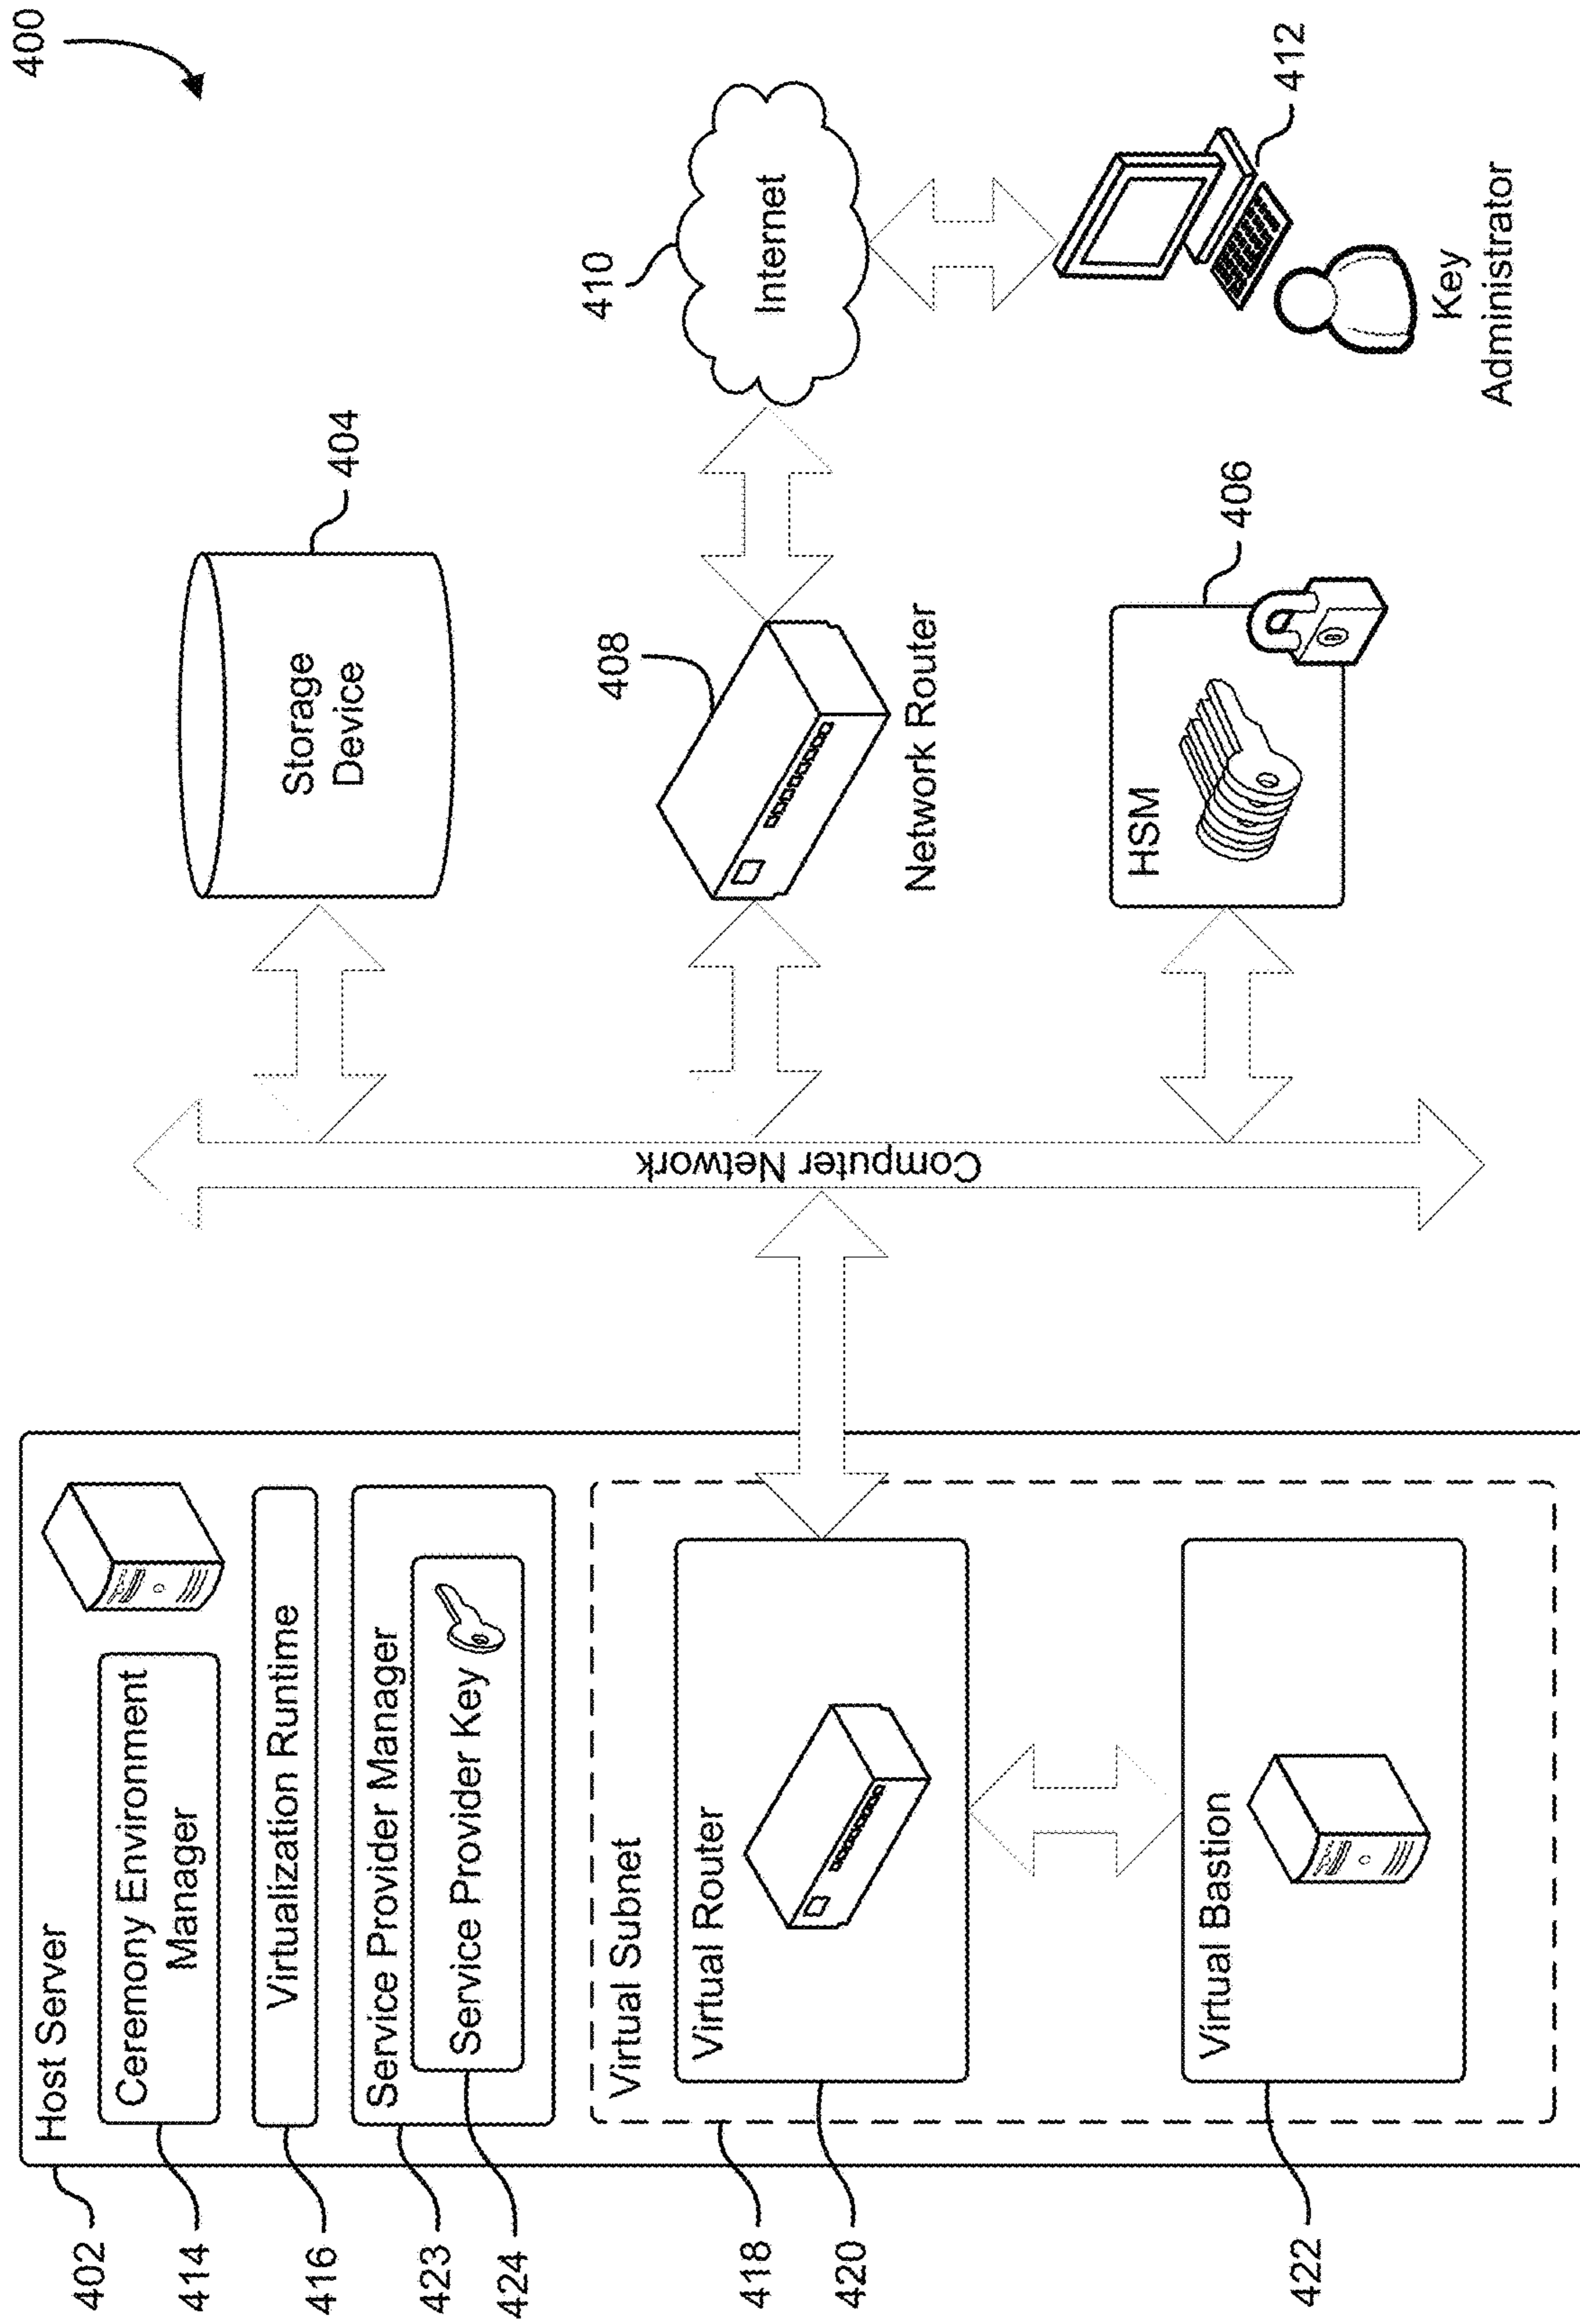 400
Host Server
402
Ceremony Environment
Manager
414
Virtualization Runtime
416
Service Provider Manager
423
Service Provider Key
424
Virtual Subnet
418
Virtual Router
420
Virtual Bastion
422
Computer Network
Storage
Device
404
408
Network Router
410
Internet
HSM
406
412
Key
Administrator